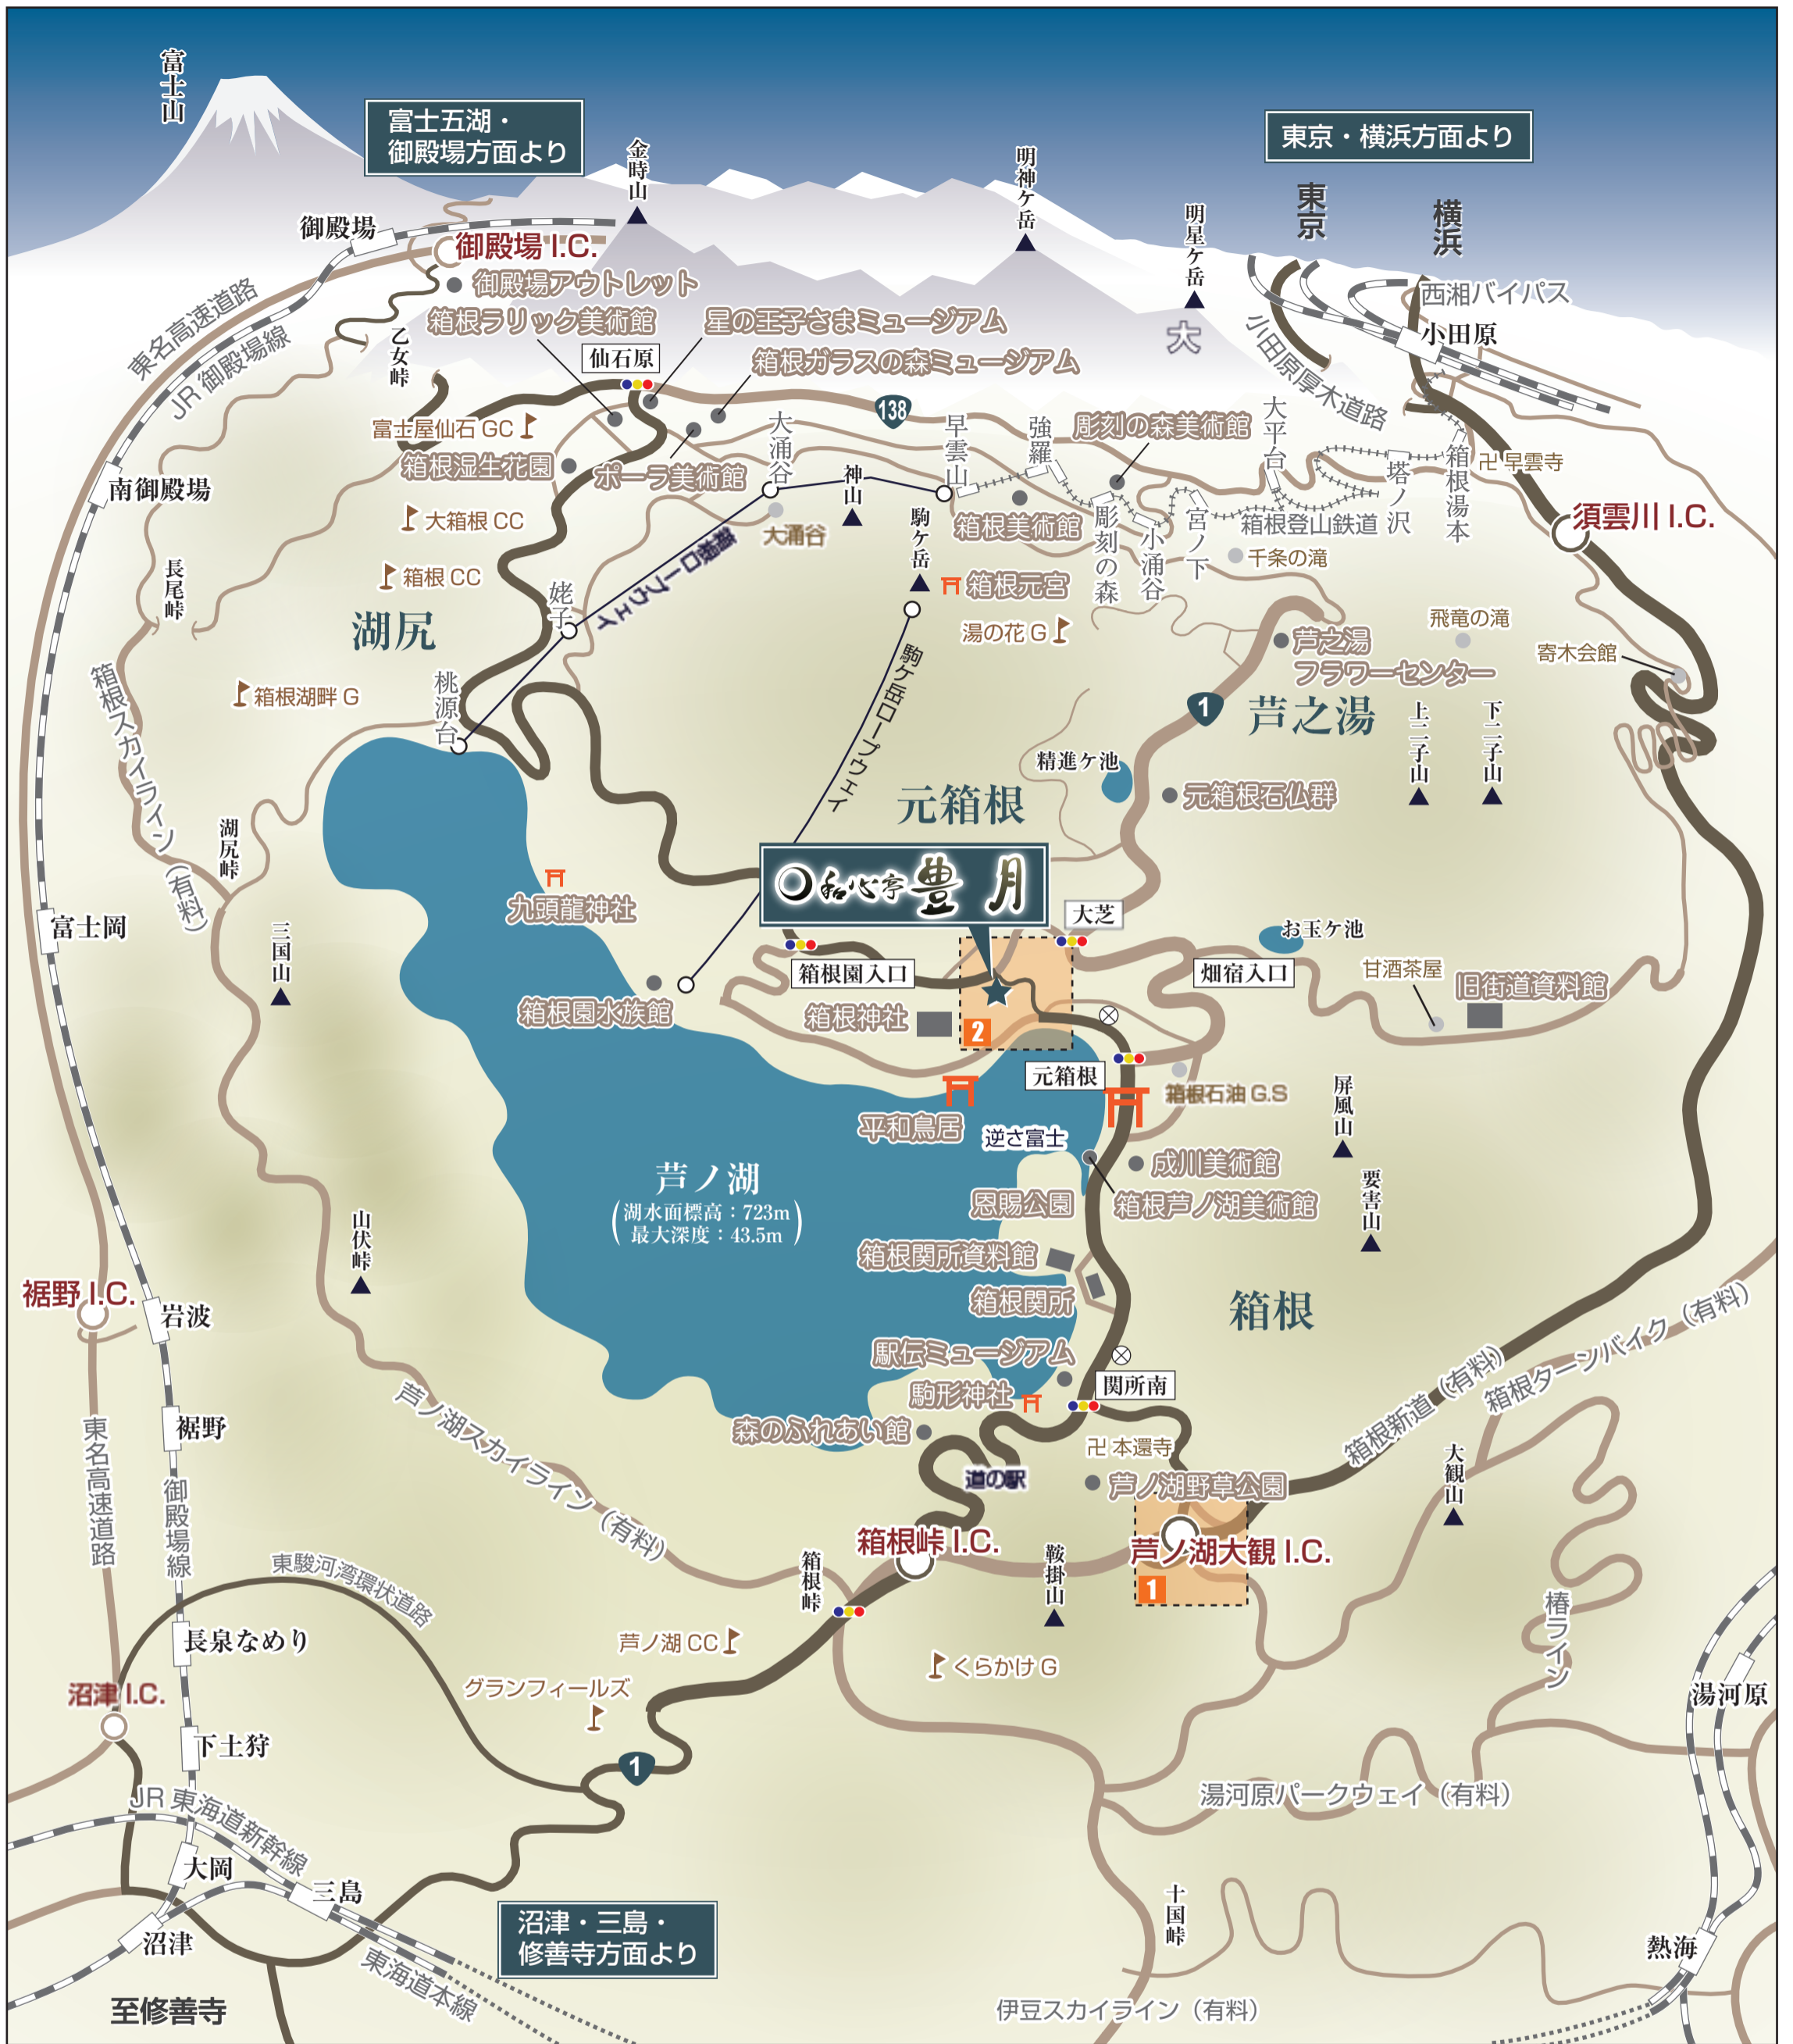 富士山
富士五湖・
御殿場方面より
東京・横浜方面より
金時山
明神ケ岳
明星ケ岳
東京
横浜
御殿場
御殿場 I.C.
御殿場アウトレット
西湘バイパス
小田原
小田原厚木道路
大
東名高速道路
JR 御殿場線
乙女峠
箱根ラリック美術館
星の王子さまミュージアム
仙石原
箱根ガラスの森ミュージアム
138
富士屋仙石 GC
箱根湿生花園
ポーラ美術館
大涌谷
早雲山
強羅
彫刻の森美術館
大平台
塔ノ沢
箱根湯本
卍 早雲寺
南御殿場
大箱根 CC
神山
大涌谷
箱根美術館
彫刻の森
小涌谷
宮ノ下
箱根登山鉄道
須雲川 I.C.
千条の滝
箱根 CC
駒ケ岳
箱根元宮
長尾峠
湖尻
姥子
箱根ロープウェイ
湯の花 G
芦之湯
フラワーセンター
飛竜の滝
寄木会館
箱根スカイライン（有料）
箱根湖畔 G
桃源台
駒ケ岳ロープウェイ
1
芦之湯
上二子山
下二子山
精進ケ池
元箱根
元箱根石仏群
湖尻峠
和心亭 豊月
九頭龍神社
大芝
富士岡
三国山
箱根園入口
畑宿入口
お玉ケ池
甘酒茶屋
旧街道資料館
箱根園水族館
箱根神社
2
元箱根
箱根石油 G.S
屏風山
平和鳥居
逆さ富士
成川美術館
芦ノ湖
（湖水面標高：723m
最大深度：43.5m）
恩賜公園
箱根芦ノ湖美術館
要害山
山伏峠
箱根関所資料館
箱根関所
箱根
裾野 I.C.
岩波
駅伝ミュージアム
駒形神社
関所南
箱根新道（有料）
箱根ターンパイク（有料）
裾野
芦ノ湖スカイライン（有料）
森のふれあい館
卍 本還寺
道の駅
芦ノ湖野草公園
大観山
東名高速道路
御殿場線
箱根峠 I.C.
芦ノ湖大観 I.C.
1
東駿河湾環状道路
箱根峠
鞍掛山
椿ライン
長泉なめり
芦ノ湖 CC
くらかけ G
沼津 I.C.
グランフィールズ
湯河原
下土狩
1
湯河原パークウェイ（有料）
JR 東海道新幹線
大岡
三島
沼津・三島・
修善寺方面より
十国峠
沼津
東海道本線
熱海
至修善寺
伊豆スカイライン（有料）